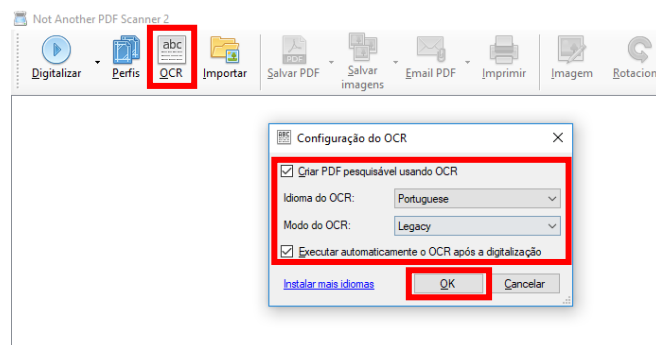 Not Another PDF Scanner 2
abc
PDF
Digitalizar Perfis OCR Importar Salvar PDF Salvar imagens Email PDF Imprimir Imagem Rotacion
Configuração do OCR
Criar PDF pesquisável usando OCR
Idioma do OCR: Portuguese
Modo do OCR: Legacy
Executar automaticamente o OCR após a digitalização
Instalar mais idiomas OK Cancelar